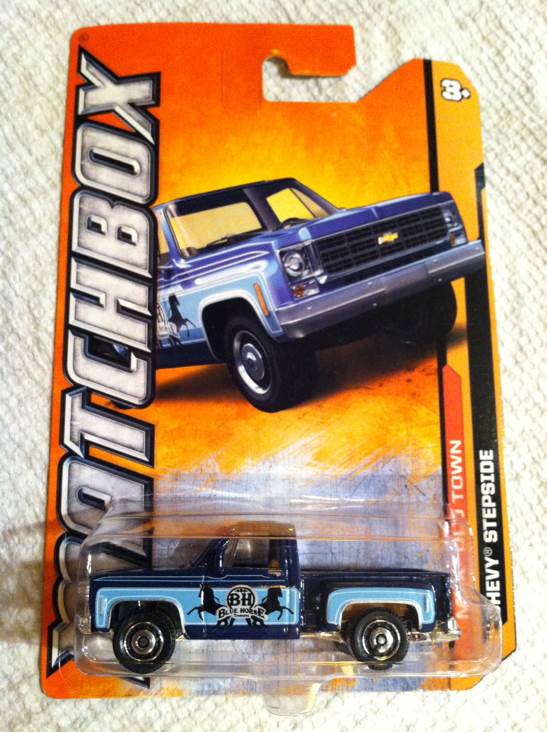 MATCHBOX
®
3+
D TOWN
CHEVY® STEPSIDE
BH
BLUE HORSE